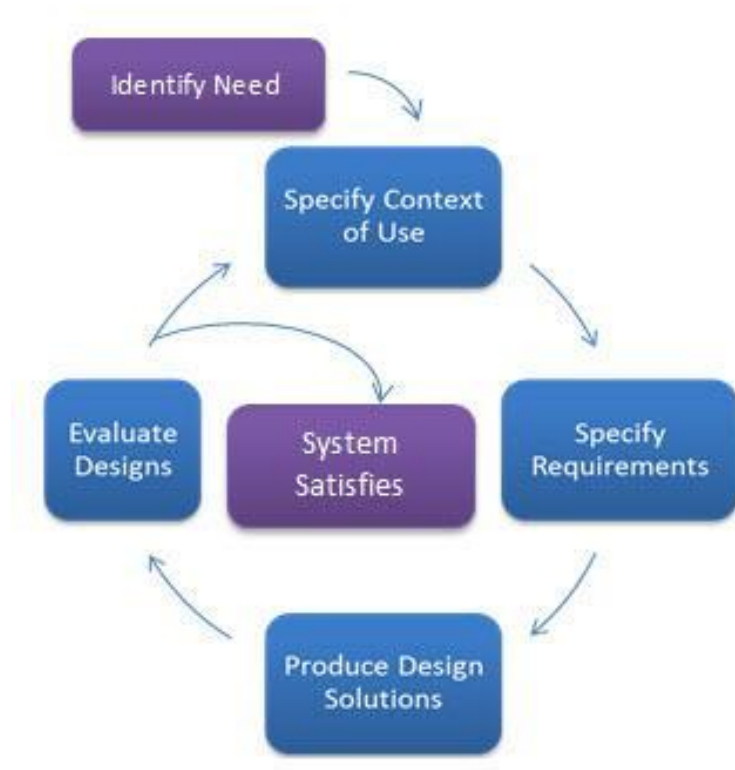 Identify Need
Specify Context
of Use
Evaluate
Designs
System
Satisfies
Specify
Requirements
Produce Design
Solutions